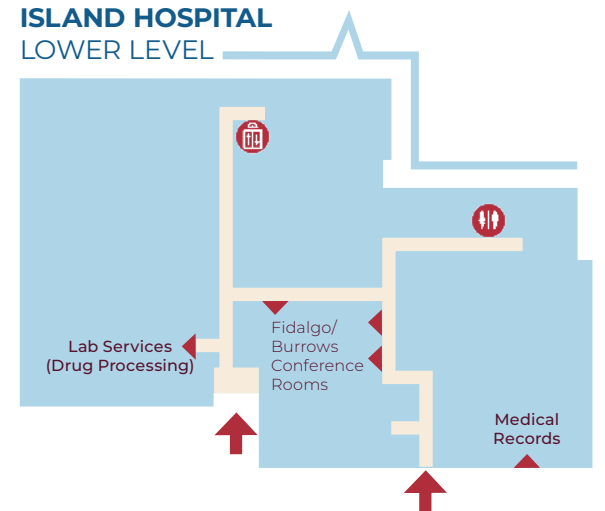 ISLAND HOSPITAL
LOWER LEVEL
Fidalgo/
Burrows
Conference
Rooms
Lab Services
(Drug Processing)
Medical
Records